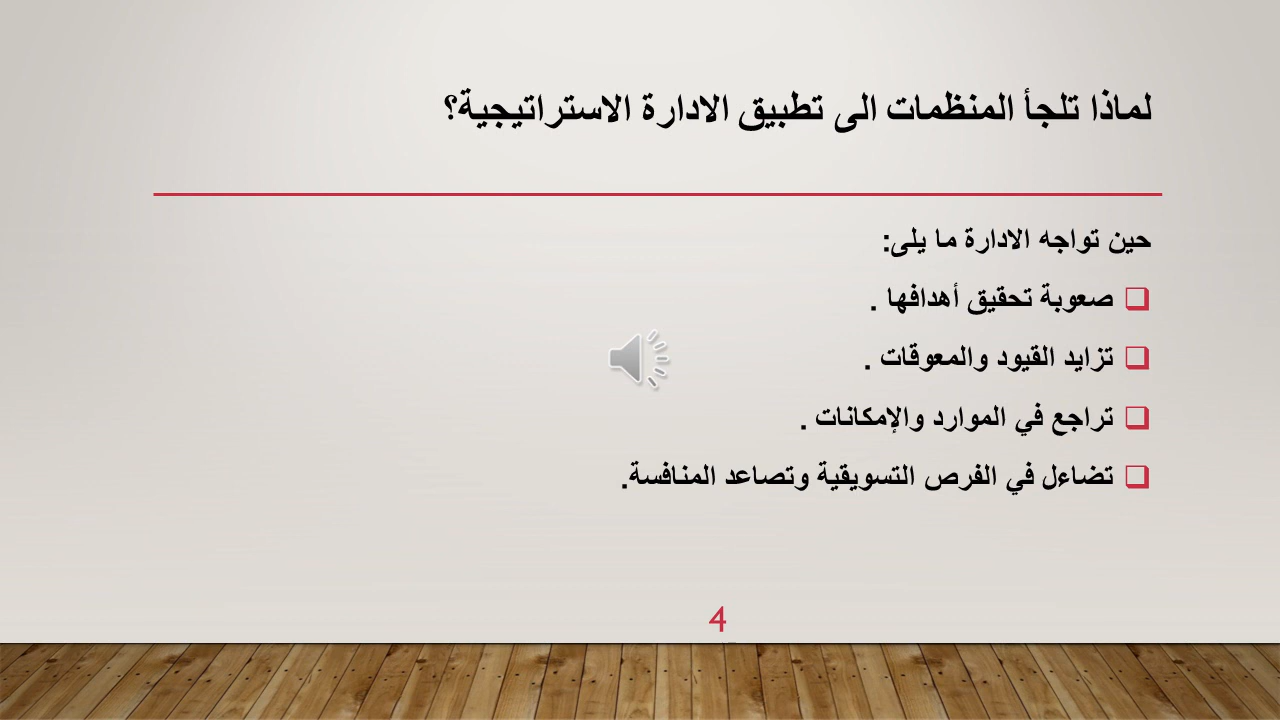 لماذا تلجأ المنظمات الى تطبيق الادارة الاستراتيجية؟
حين تواجه الادارة ما يلى:
❑ صعوبة تحقيق أهدافها .
❑ تزايد القيود والمعوقات .
❑ تراجع في الموارد والإمكانات .
❑ تضاءل في الفرص التسويقية وتصاعد المنافسة.
4